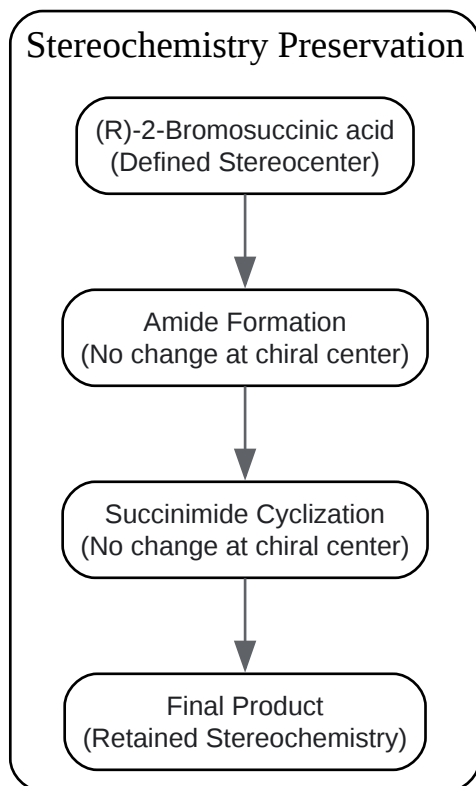 Stereochemistry Preservation
(R)-2-Bromosuccinic acid
(Defined Stereocenter)
Amide Formation
(No change at chiral center)
Succinimide Cyclization
(No change at chiral center)
Final Product
(Retained Stereochemistry)